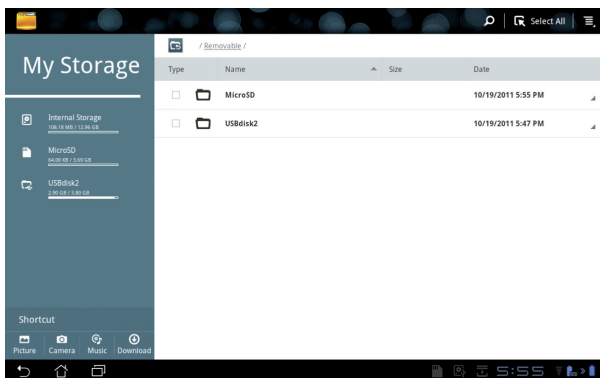 Select All
My Storage
/ Removable /
Type Name Size Date
MicroSD 10/19/2011 5:55 PM
USBdisk2 10/19/2011 5:47 PM
Internal Storage
108.18 MB / 12.96 GB
MicroSD
64.00 KB / 3.69 GB
USBdisk2
2.90 GB / 3.80 GB
Shortcut
Picture Camera Music Download
5:55